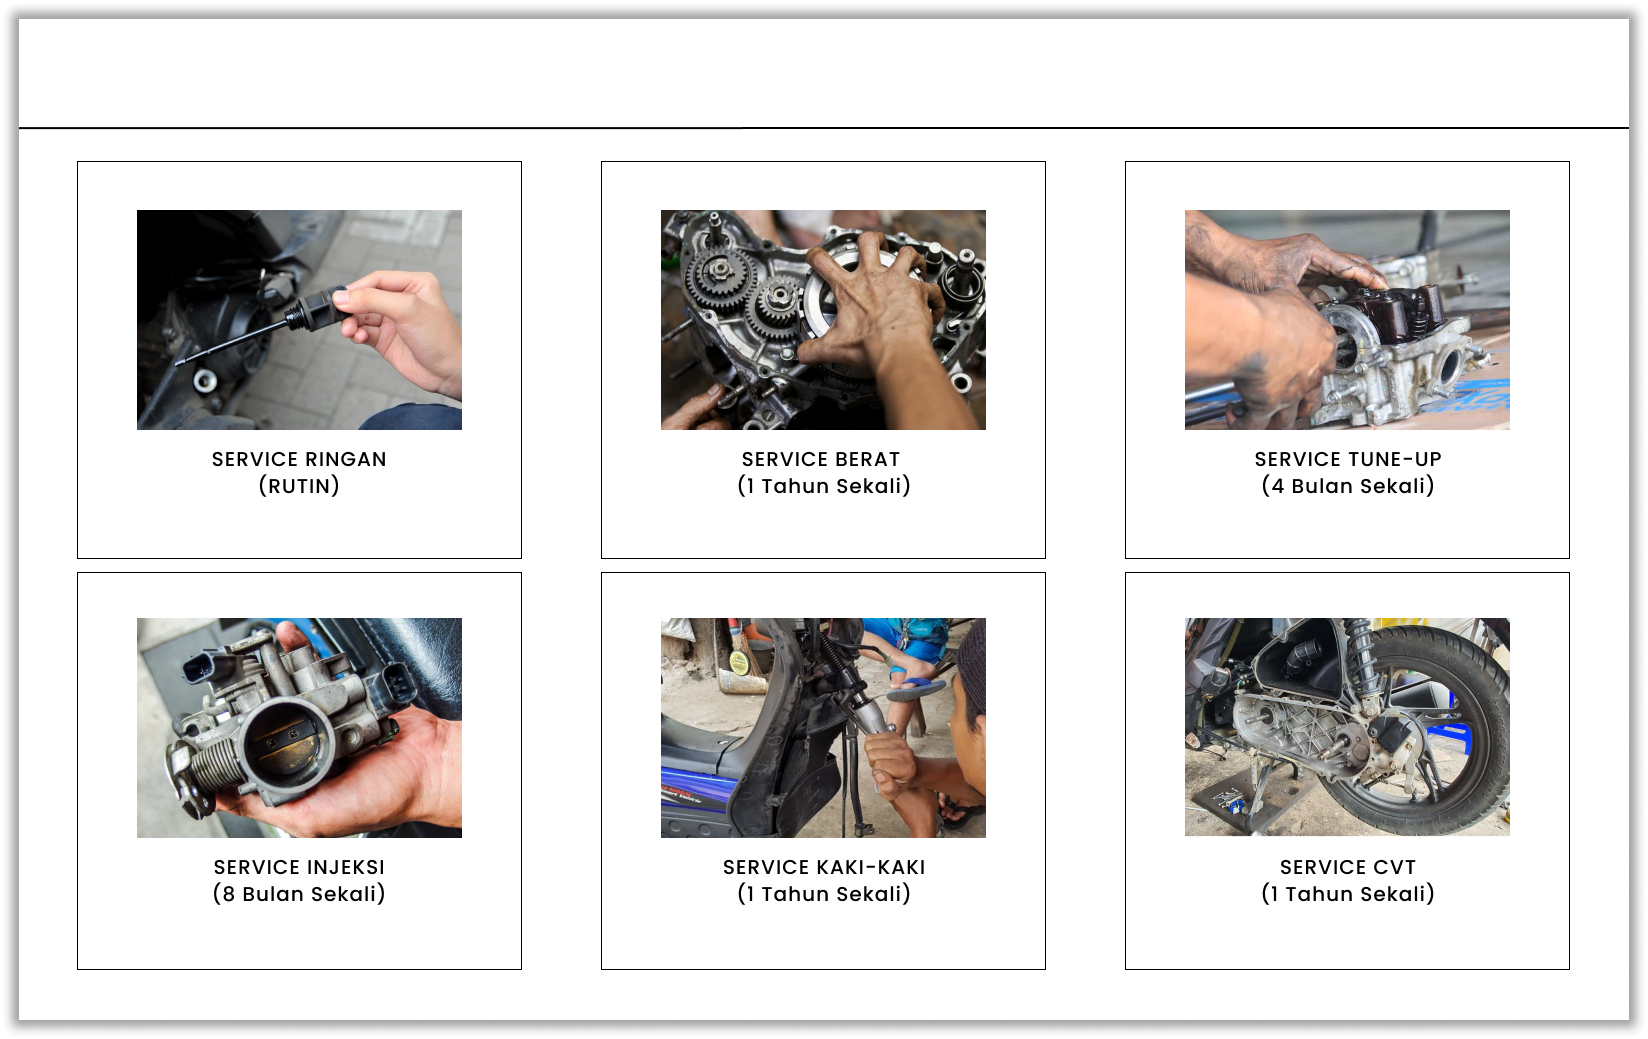 SERVICE RINGAN
(RUTIN)
SERVICE BERAT
(1 Tahun Sekali)
SERVICE TUNE-UP
(4 Bulan Sekali)
SERVICE INJEKSI
(8 Bulan Sekali)
SERVICE KAKI-KAKI
(1 Tahun Sekali)
SERVICE CVT
(1 Tahun Sekali)